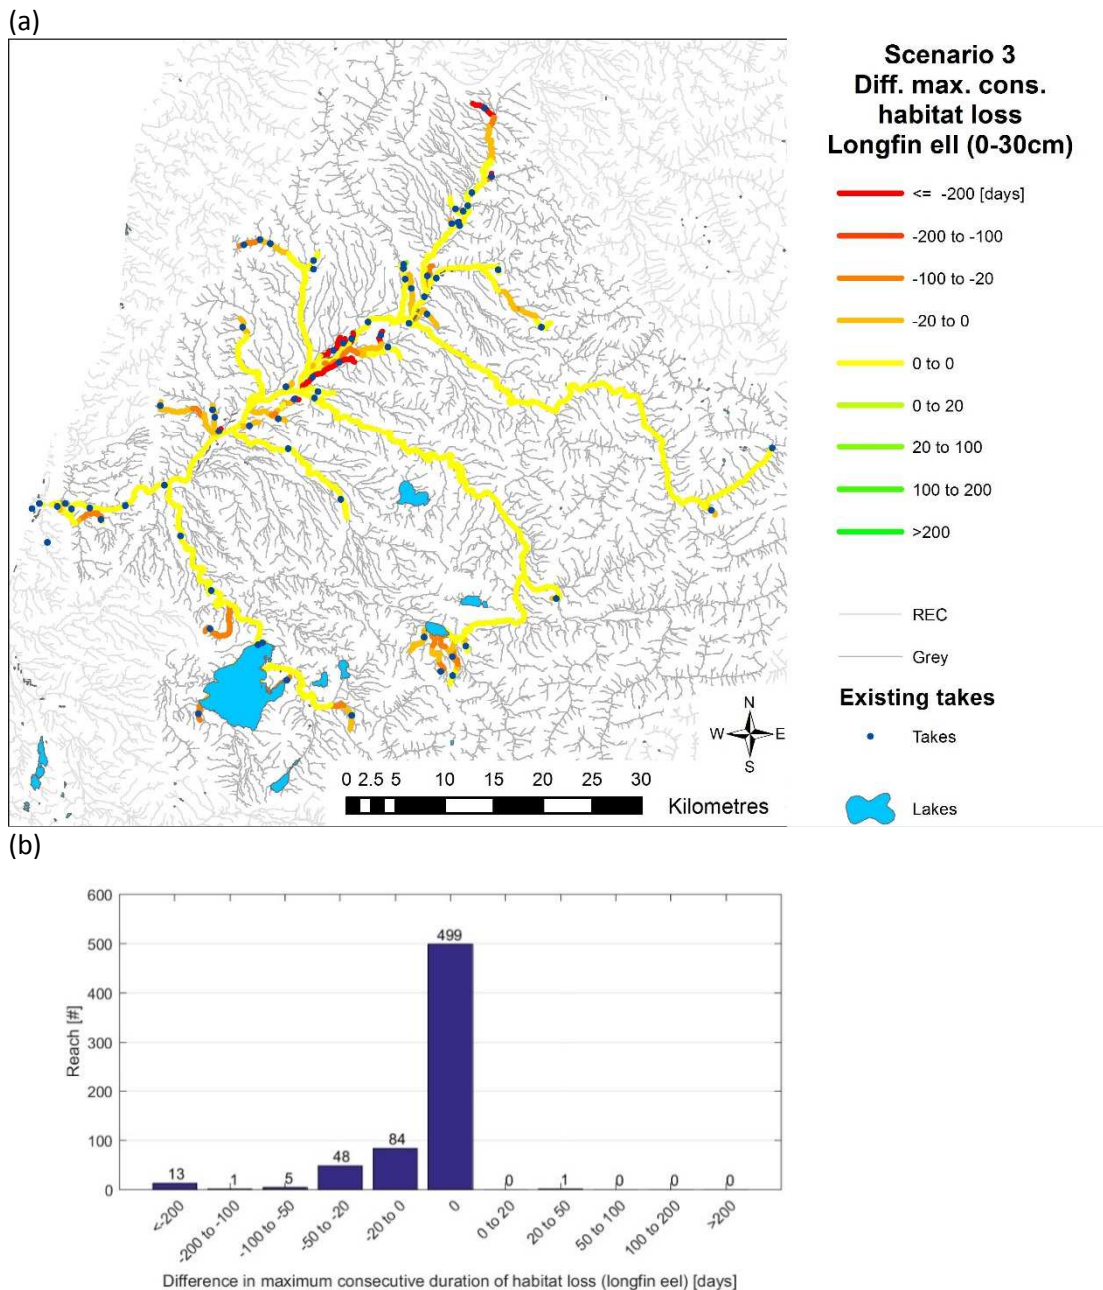 (a)
Scenario 3
Diff. max. cons.
habitat loss
Longfin ell (0-30cm)
<= -200 [days]
-200 to -100
-100 to -20
-20 to 0
0 to 0
0 to 20
20 to 100
100 to 200
>200
REC
Grey
Existing takes
Takes
Lakes
N
W E
S
0 2.5 5 10 15 20 25 30
Kilometres
(b)
600
500
400
300
200
100
0
Reach [#]
13 1 5 48 84 499 0 1 0 0 0
<-200
-200 to -100
-100 to -50
-50 to -20
-20 to 0
0
0 to 20
20 to 50
50 to 100
100 to 200
>200
Difference in maximum consecutive duration of habitat loss (longfin eel) [days]